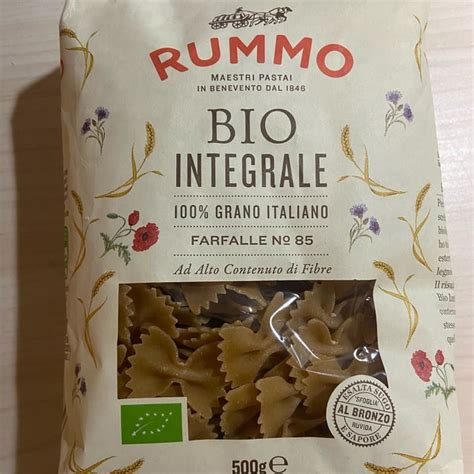 RUMMO
MAESTRI PASTAI
IN BENEVENTO DAL 1846
BIO
INTEGRALE
100% GRANO ITALIANO
FARFALLE Nº 85
Ad Alto Contenuto di Fibre
ESALTA SUGO
"SFOGLIA
AL BRONZO
RUVIDA
E SAPORE
500g e